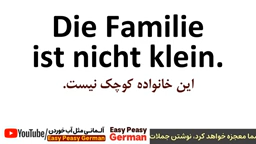 Die Familie
ist nicht klein.
این خانواده کوچک نیست.
YouTube/ آلمانی مثل آب خوردن Easy Peasy German
Easy Peasy German
شما معجزه خواهد کرد. نوشتن جملات